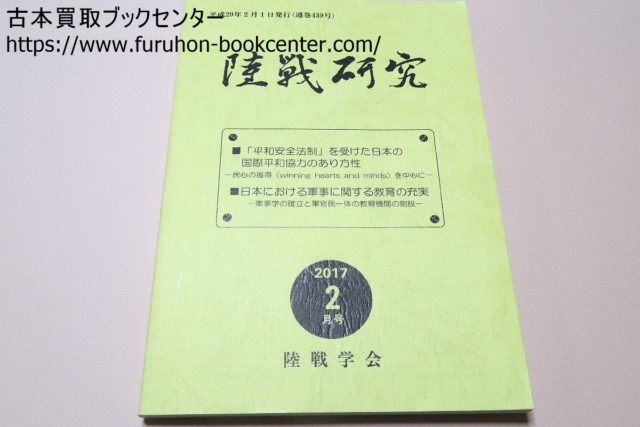 古本買取ブックセンター
https://www.furuhon-bookcenter.com/
平成29年2月1日発行(通巻439号)
陸戦研究
■「平和安全法制」を受けた日本の
国際平和協力のあり方性
－民心の獲得（winning hearts and minds）を中心に－
■日本における軍事に関する教育の充実
－軍事学の確立と軍官民一体の教育機関の創設－
2017
2
月号
陸戦学会